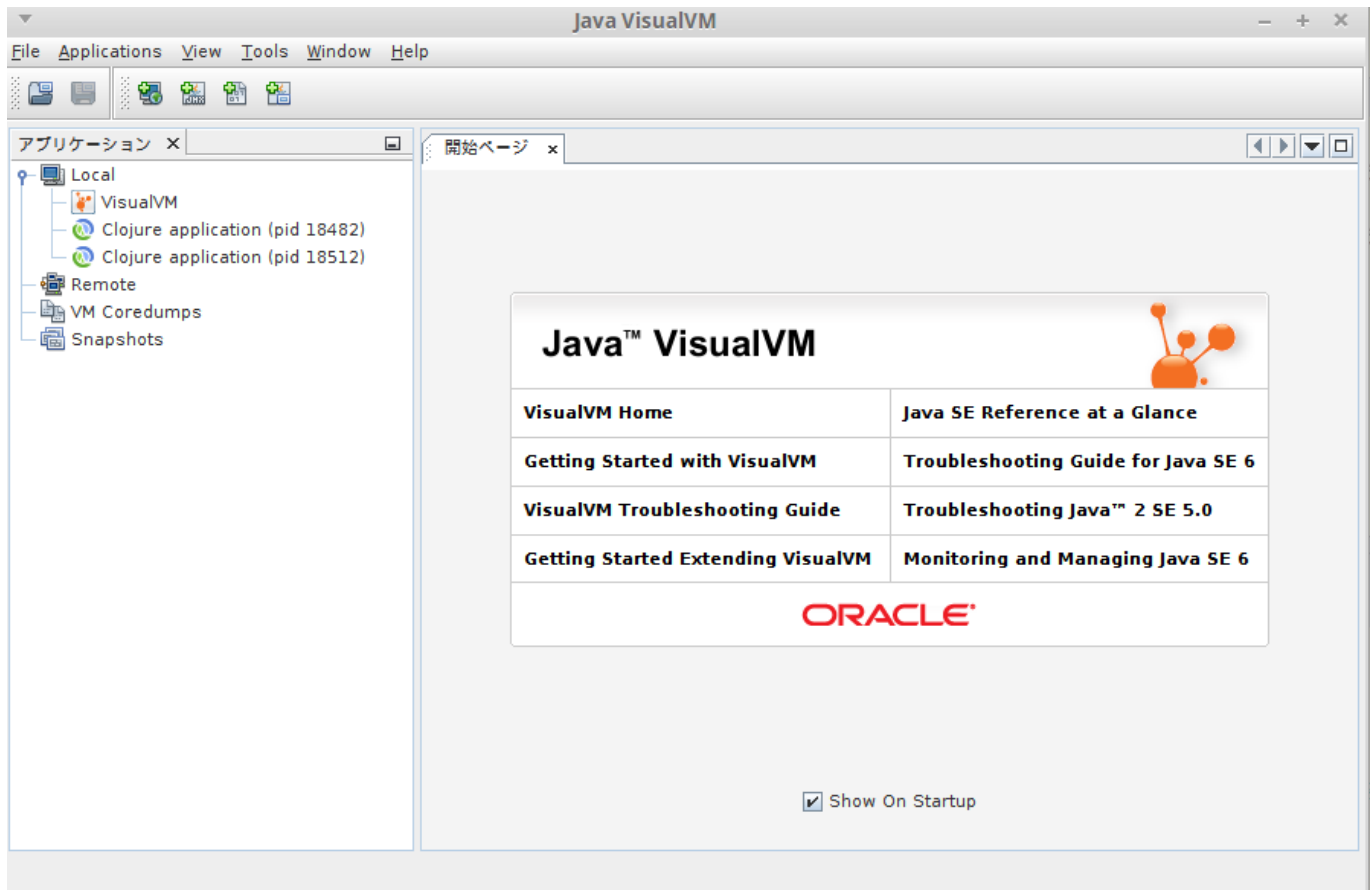 Java VisualVM
File Applications View Tools Window Help
アプリケーション
Local
VisualVM
Clojure application (pid 18482)
Clojure application (pid 18512)
Remote
VM Coredumps
Snapshots
開始ページ
Java™ VisualVM
VisualVM Home
Java SE Reference at a Glance
Getting Started with VisualVM
Troubleshooting Guide for Java SE 6
VisualVM Troubleshooting Guide
Troubleshooting Java™ 2 SE 5.0
Getting Started Extending VisualVM
Monitoring and Managing Java SE 6
ORACLE
Show On Startup